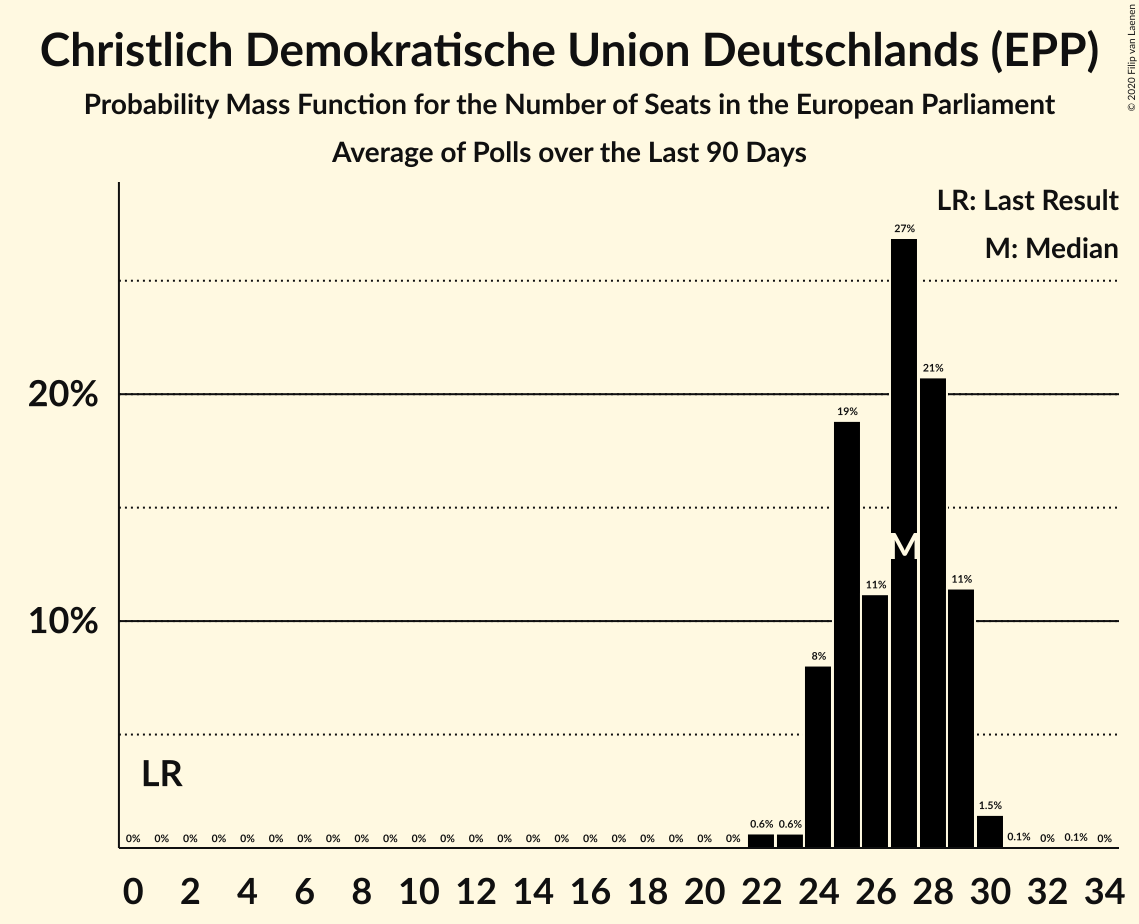 Christlich Demokratische Union Deutschlands (EPP)
Probability Mass Function for the Number of Seats in the European Parliament
Average of Polls over the Last 90 Days
© 2020 Filip van Laenen
LR: Last Result
M: Median
27%
21%
20%
19%
M
11%
11%
10%
8%
LR
0% 0% 0% 0% 0% 0% 0% 0% 0% 0% 0% 0% 0% 0% 0% 0% 0% 0% 0% 0% 0% 0% 0.6% 0.6% 1.5% 0.1% 0% 0.1% 0%
0 2 4 6 8 10 12 14 16 18 20 22 24 26 28 30 32 34